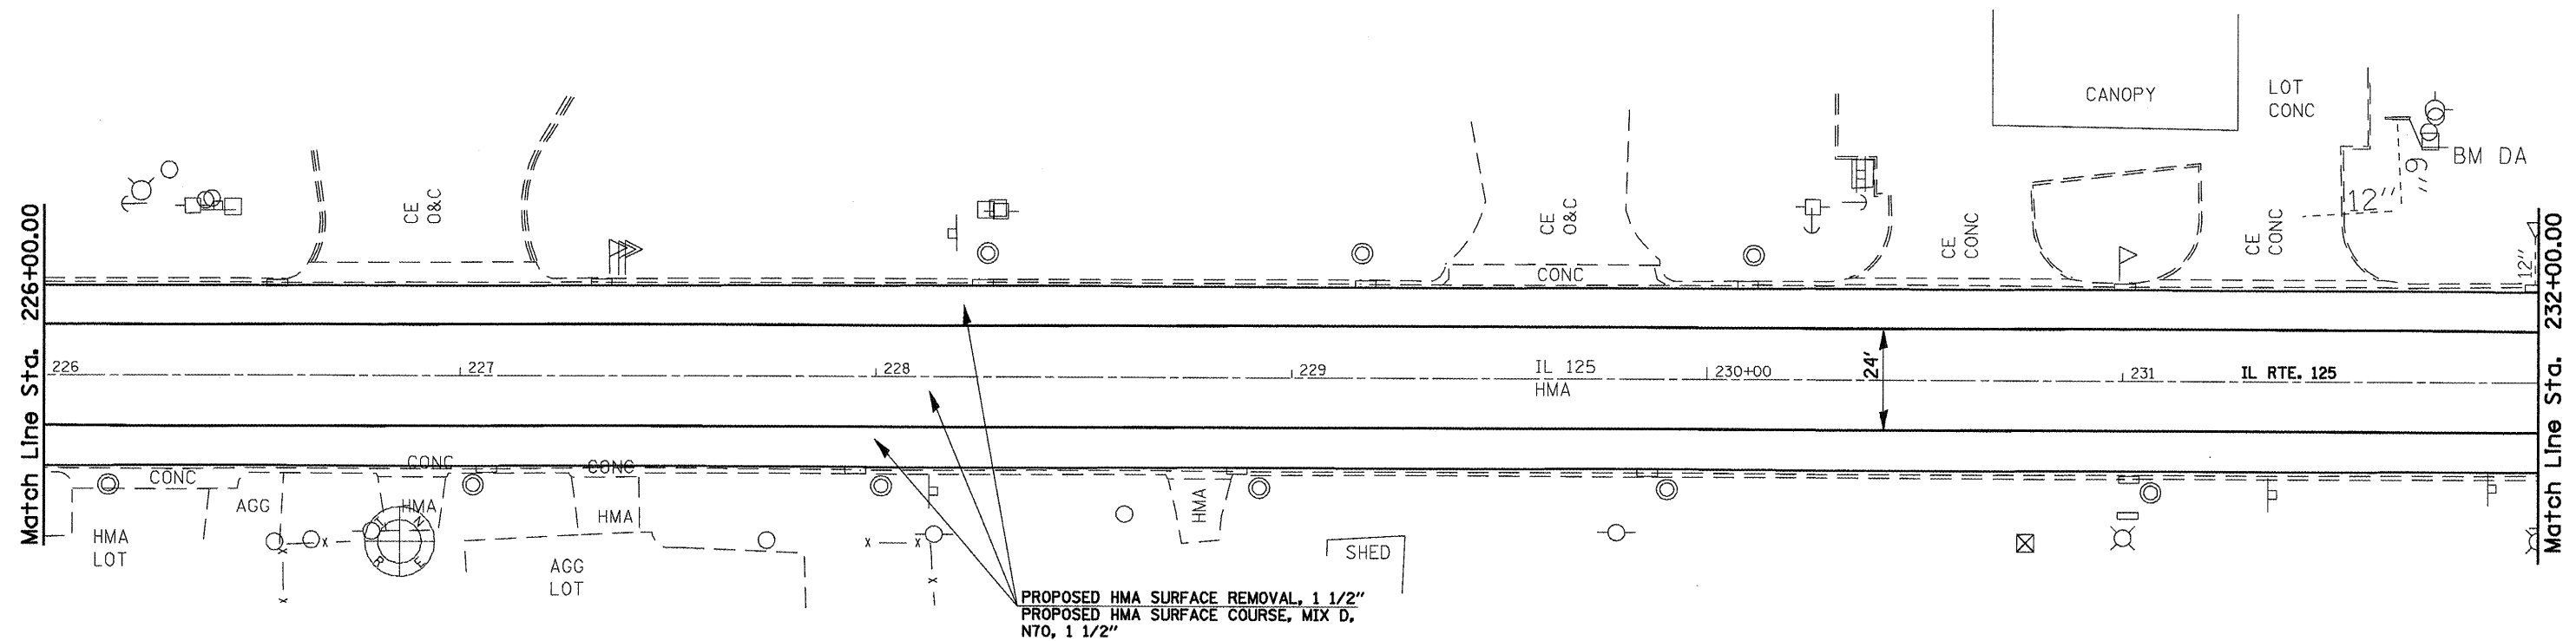 CANOPY
LOT
CONC
BM DA
6"
12"
CE
O&C
CE
O&C
CE
CONC
CE
CONC
12"
Match Line Sta. 226+00.00
Match Line Sta. 232+00.00
CONC
226
227
228
229
IL 125
HMA
230+00
24'
231
IL RTE. 125
CONC
CONC
CONC
AGG
HMA
HMA
HMA
HMA
LOT
AGG
LOT
SHED
PROPOSED HMA SURFACE REMOVAL, 1 1/2"
PROPOSED HMA SURFACE COURSE, MIX D,
N70, 1 1/2"